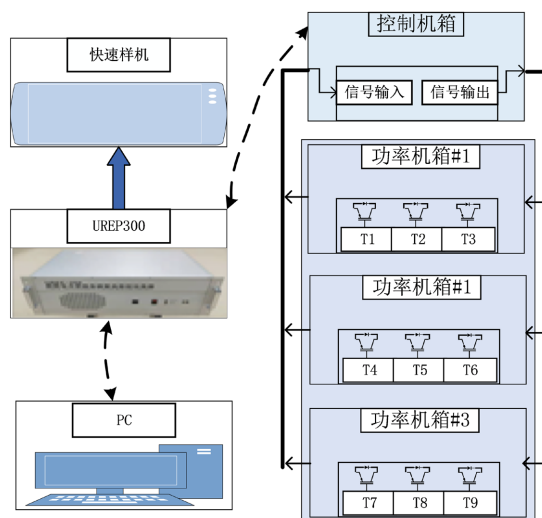 快速样机
UREP300
PC
控制机箱
信号输入 信号输出
功率机箱#1
T1 T2 T3
功率机箱#1
T4 T5 T6
功率机箱#3
T7 T8 T9